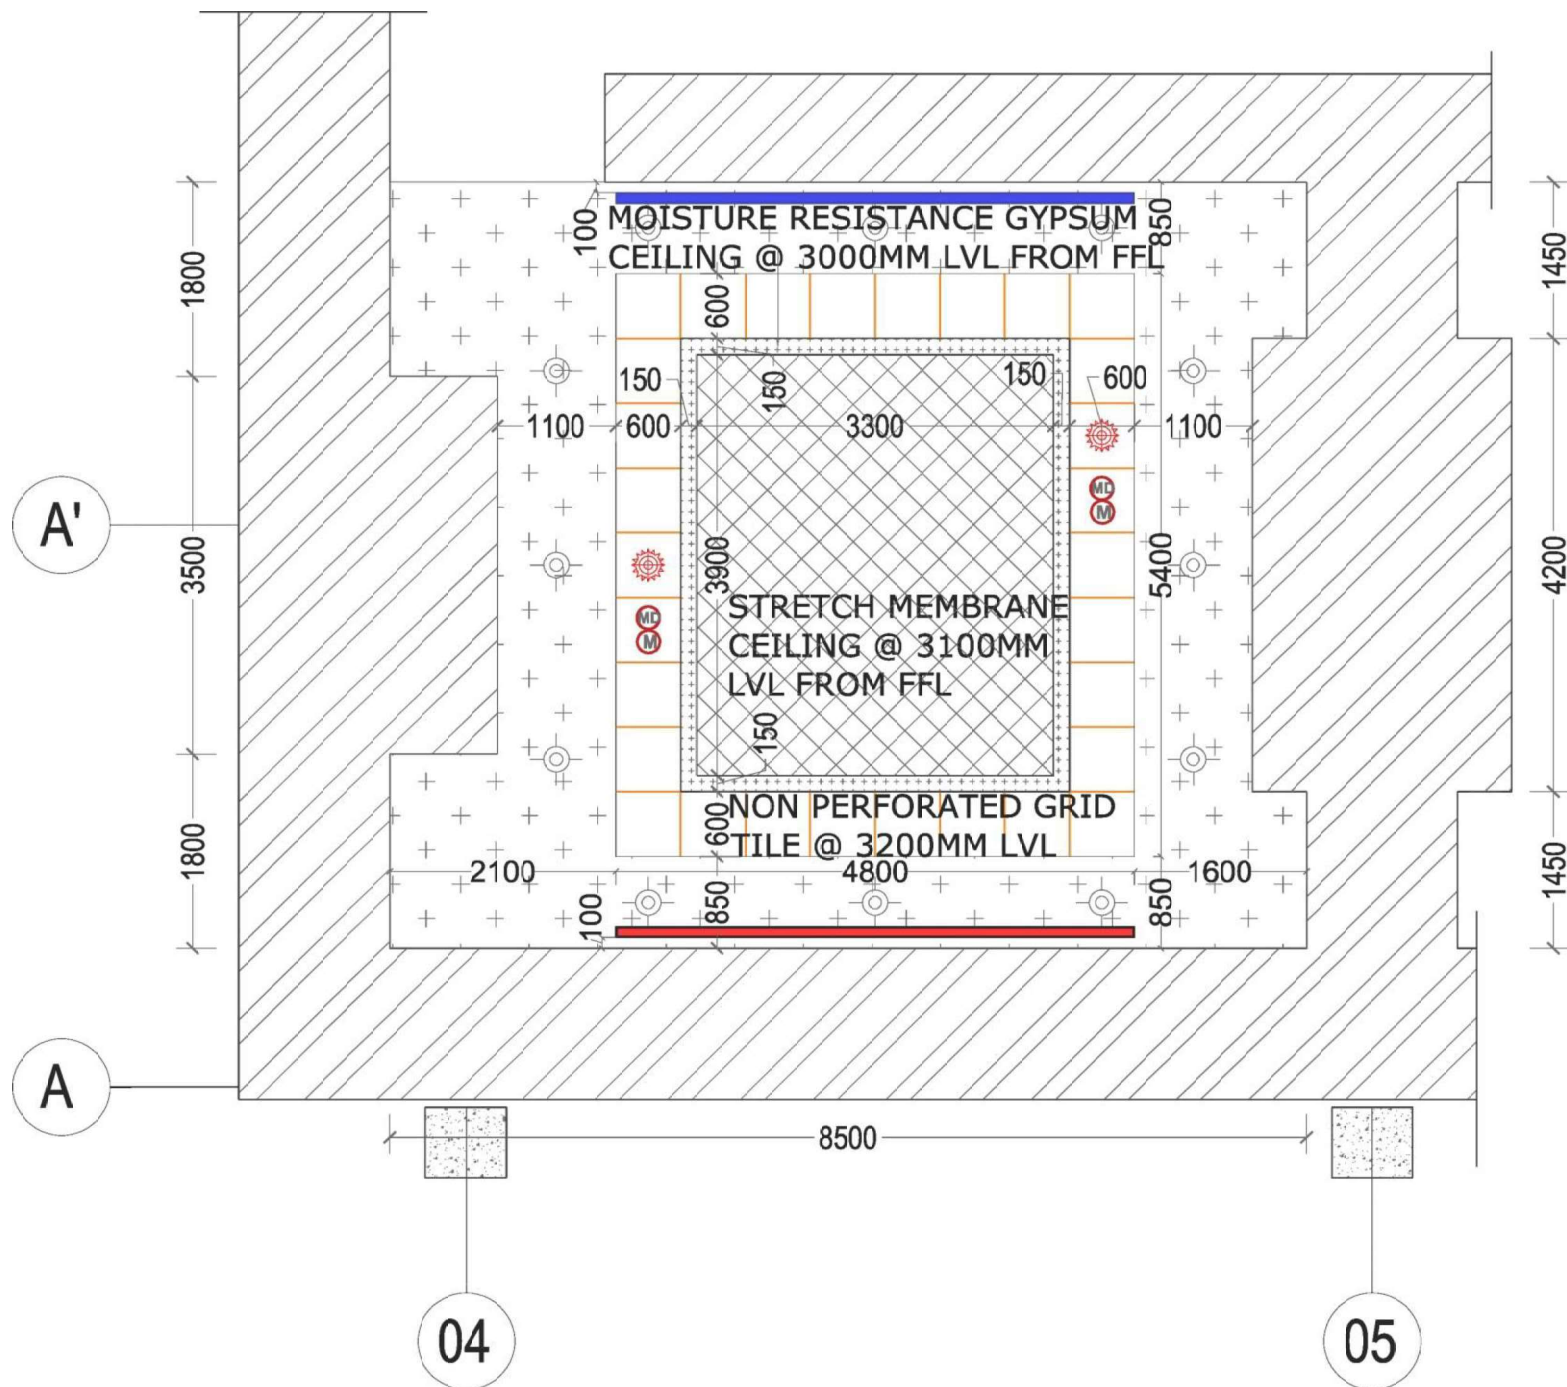 MOISTURE RESISTANCE GYPSUM
CEILING @ 3000MM LVL FROM FFL
100
850
1800
1450
600
150
150
150
600
1100
600
3300
1100
MD
M
A'
3500
3900
5400
4200
MD
M
STRETCH MEMBRANE
CEILING @ 3100MM
LVL FROM FFL
150
NON PERFORATED GRID
TILE @ 3200MM LVL
600
1800
1450
2100
4800
1600
100
850
850
A
8500
04
05